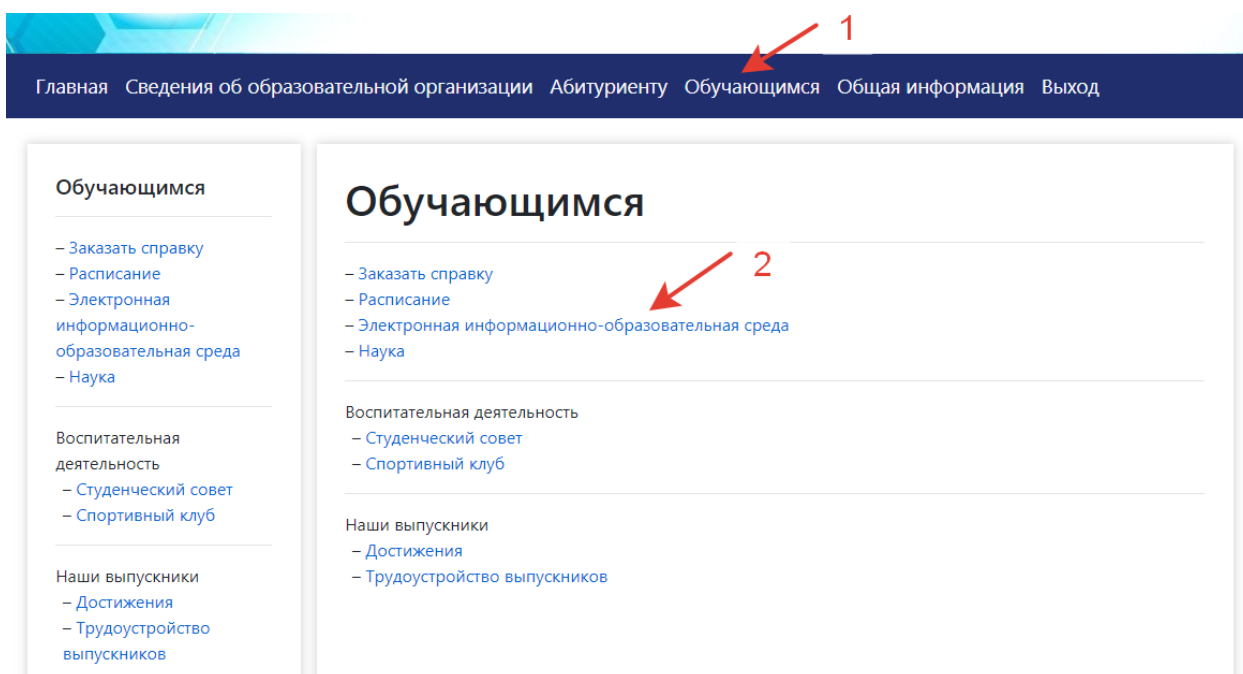 1
Главная Сведения об образовательной организации Абитуриенту Обучающимся Общая информация Выход
Обучающимся
– Заказать справку
– Расписание
– Электронная
информационно-
образовательная среда
– Наука
Воспитательная
деятельность
– Студенческий совет
– Спортивный клуб
Наши выпускники
– Достижения
– Трудоустройство
выпускников
Обучающимся
2
– Заказать справку
– Расписание
– Электронная информационно-образовательная среда
– Наука
Воспитательная деятельность
– Студенческий совет
– Спортивный клуб
Наши выпускники
– Достижения
– Трудоустройство выпускников